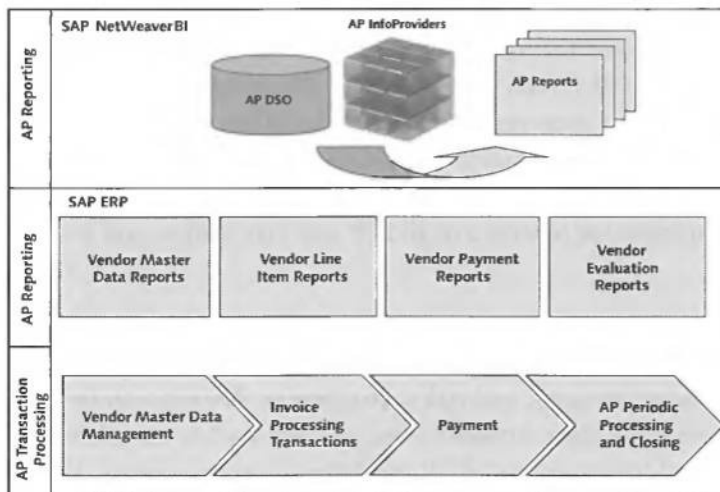 SAP NetWeaverBI
AP InfoProviders
AP Reporting
AP DSO
AP Reports
SAP ERP
AP Reporting
Vendor Master
Data Reports
Vendor Line
Item Reports
Vendor Payment
Reports
Vendor
Evaluation
Reports
AP Transaction
Processing
Vendor Master Data
Management
Invoice
Processing
Transactions
Payment
AP Periodic
Processing
and Closing